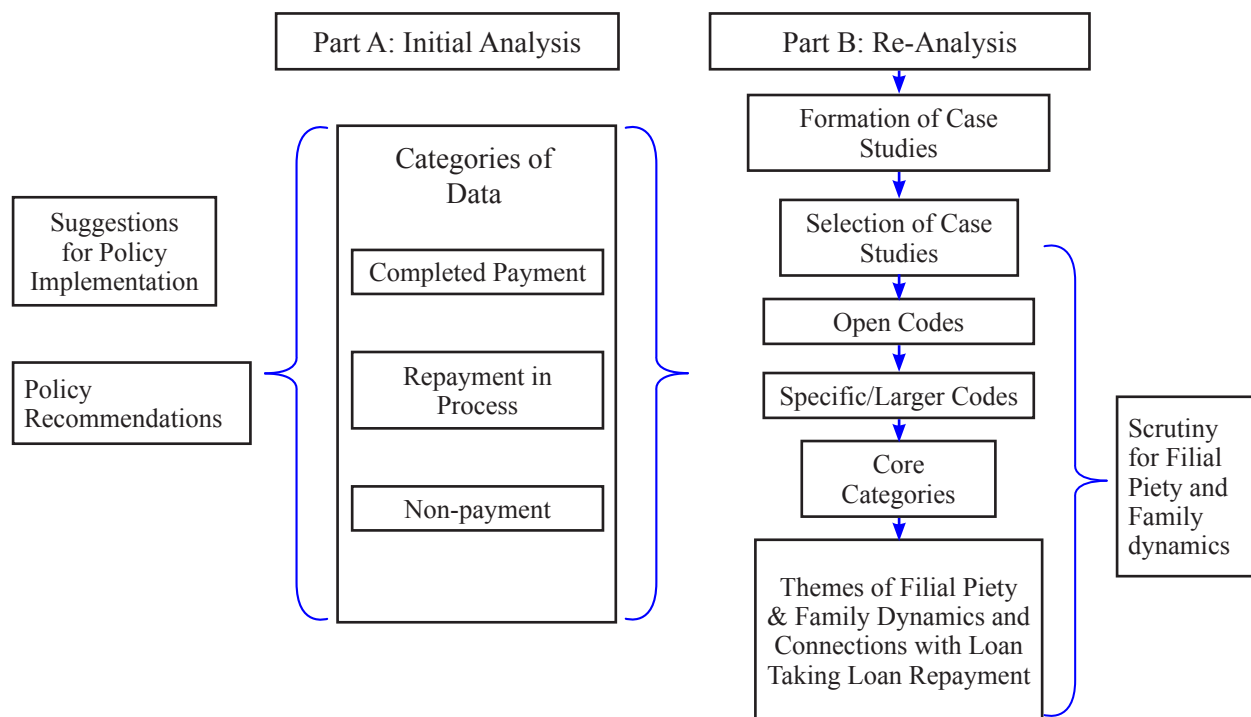 Part A: Initial Analysis
Part B: Re-Analysis
Suggestions
for Policy
Implementation
Policy
Recommendations
Categories of
Data
Completed Payment
Repayment in
Process
Non-payment
Formation of Case
Studies
Selection of Case
Studies
Open Codes
Specific/Larger Codes
Core
Categories
Themes of Filial Piety
& Family Dynamics and
Connections with Loan
Taking Loan Repayment
Scrutiny
for Filial
Piety and
Family
dynamics